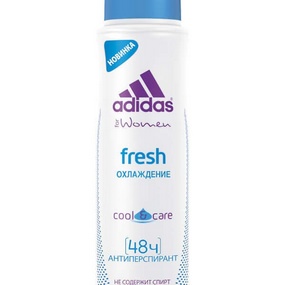 НОВИНКА
adidas
for Women
fresh
ОХЛАЖДЕНИЕ
cool & care
[48ч]
АНТИПЕРСПИРАНТ
НЕ СОДЕРЖИТ СПИРТ